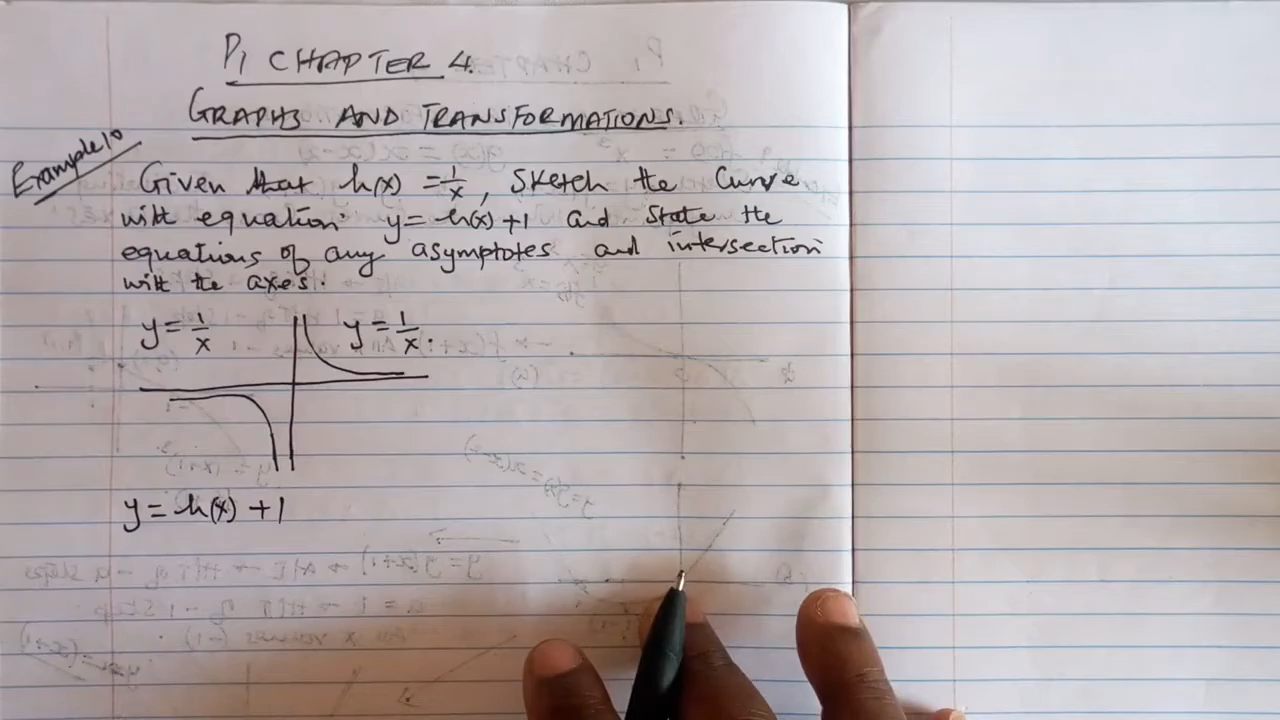 P1 CHAPTER 4.
GRAPHS AND TRANSFORMATIONS.
Example 10
Given that h(x) = 1/x, sketch the curve
with equation: y = h(x) + 1 and state the
equations of any asymptotes and intersection
with the axes.
y = 1/x
y = 1/x.
y = h(x) + 1